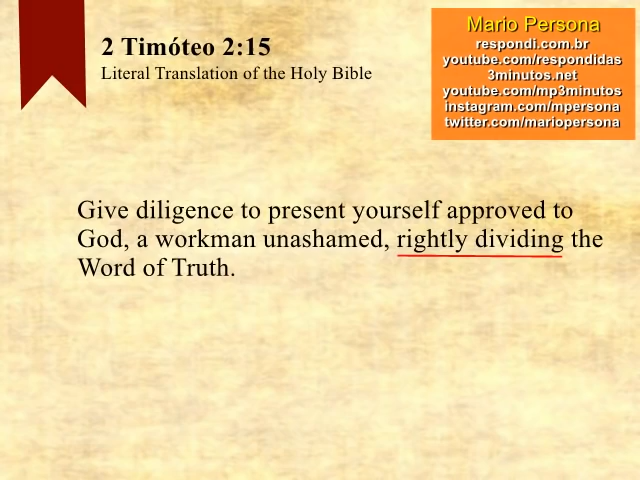 2 Timóteo 2:15
Literal Translation of the Holy Bible
Mario Persona
respondi.com.br
youtube.com/respondidas
3minutos.net
youtube.com/mp3minutos
instagram.com/mpersona
twitter.com/mariopersona
Give diligence to present yourself approved to
God, a workman unashamed, rightly dividing the
Word of Truth.